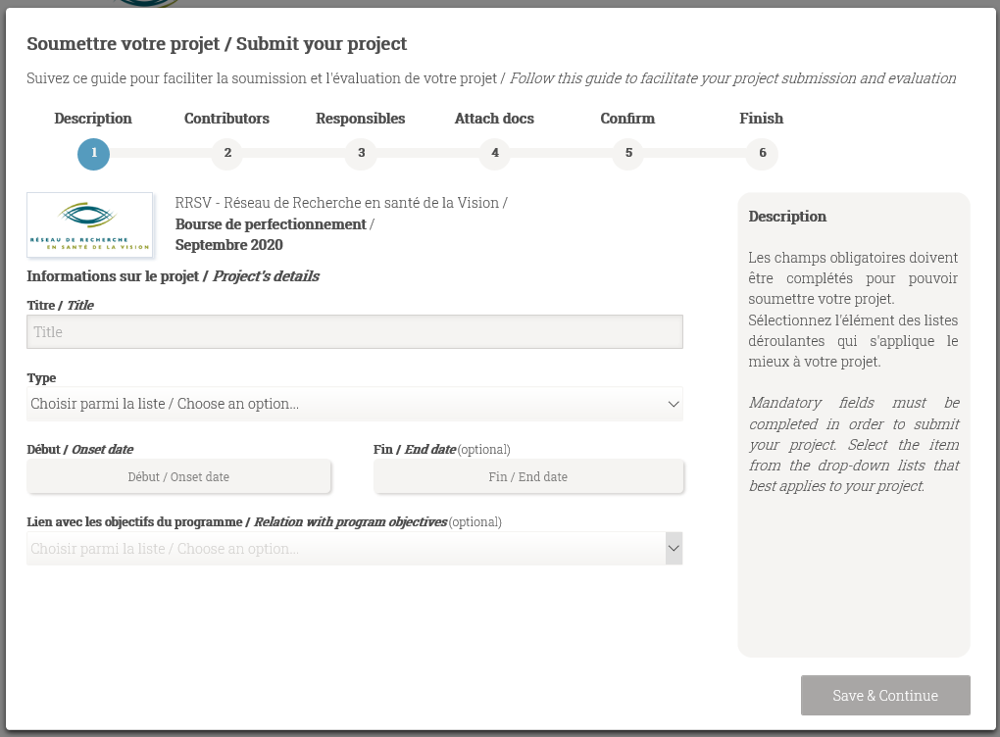 Soumettre votre projet / Submit your project
Suivez ce guide pour faciliter la soumission et l'évaluation de votre projet / Follow this guide to facilitate your project submission and evaluation
Description Contributors Responsibles Attach docs Confirm Finish
1 2 3 4 5 6
RÉSEAU DE RECHERCHE
EN SANTÉ DE LA VISION
RRSV - Réseau de Recherche en santé de la Vision /
Bourse de perfectionnement /
Septembre 2020
Informations sur le projet / Project's details
Titre / Title
Title
Type
Choisir parmi la liste / Choose an option...
Début / Onset date
Début / Onset date
Fin / End date (optional)
Fin / End date
Lien avec les objectifs du programme / Relation with program objectives (optional)
Choisir parmi la liste / Choose an option...
Description
Les champs obligatoires doivent
être complétés pour pouvoir
soumettre votre projet.
Sélectionnez l'élément des listes
déroulantes qui s'applique le
mieux à votre projet.
Mandatory fields must be
completed in order to submit
your project. Select the item
from the drop-down lists that
best applies to your project.
Save & Continue